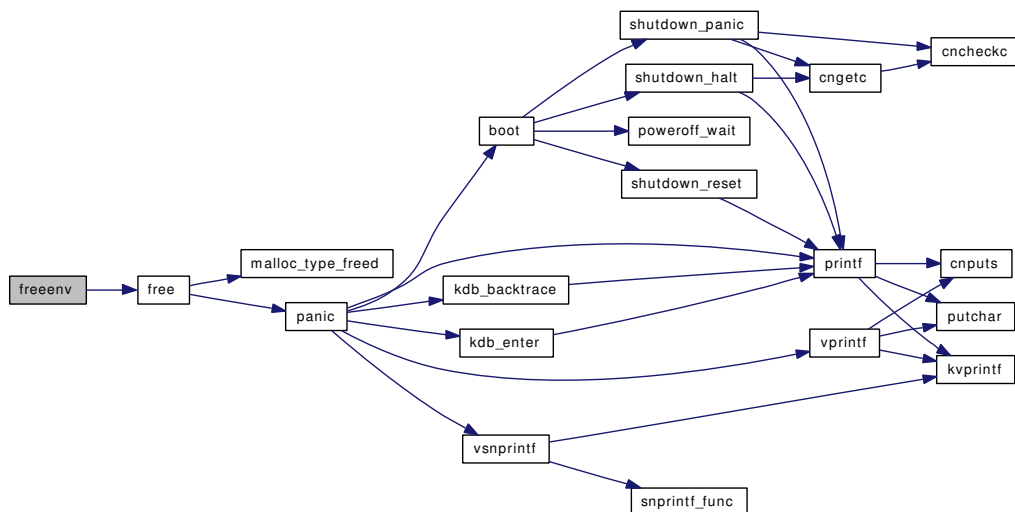 shutdown_panic
cncheckc
shutdown_halt
cngetc
boot
poweroff_wait
shutdown_reset
malloc_type_freed
printf
cnputs
freeenv
free
kdb_backtrace
panic
putchar
kdb_enter
vprintf
kvprintf
vsnprintf
snprintf_func